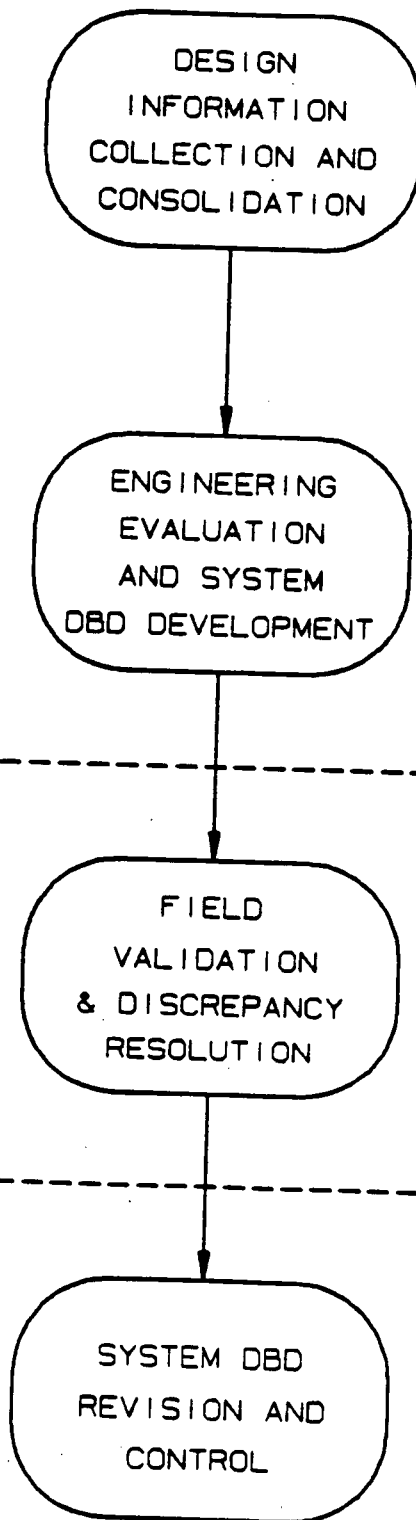 DESIGN
INFORMATION
COLLECTION AND
CONSOLIDATION
ENGINEERING
EVALUATION
AND SYSTEM
DBD DEVELOPMENT
FIELD
VALIDATION
& DISCREPANCY
RESOLUTION
SYSTEM DBD
REVISION AND
CONTROL